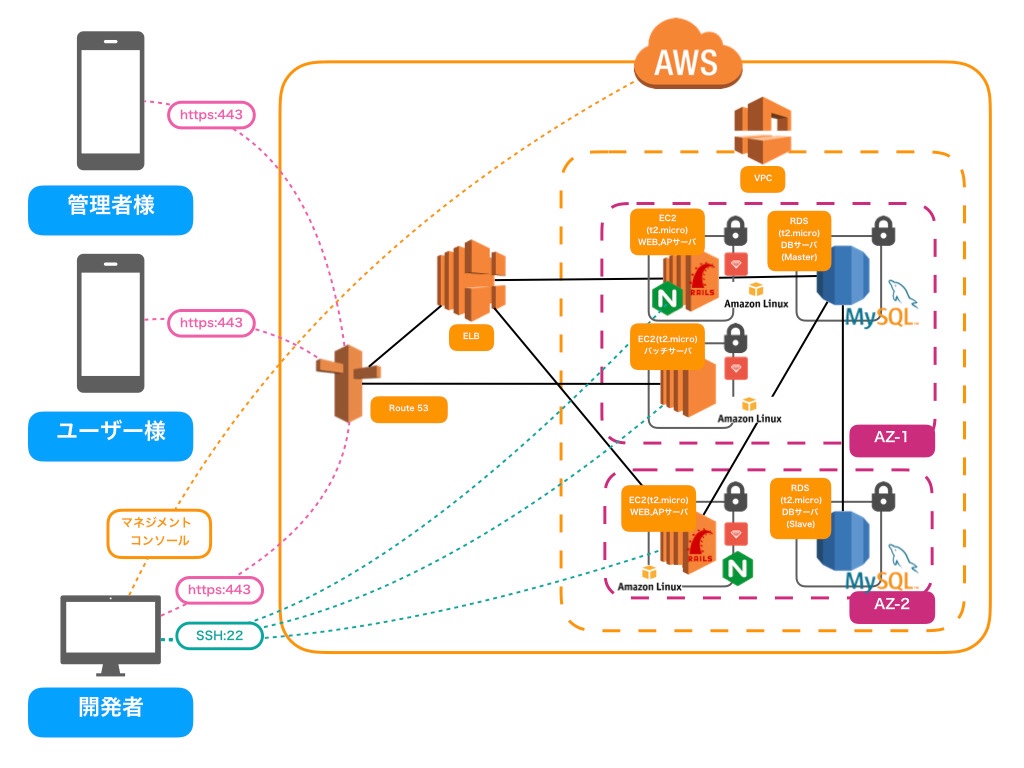 AWS
https:443
管理者様
VPC
EC2
(t2.micro)
WEB,APサーバ
RDS
(t2.micro)
DBサーバ
(Master)
RAILS
Amazon Linux
MySQL™
ELB
https:443
EC2(t2.micro)
バッチサーバ
Amazon Linux
Route 53
ユーザー様
AZ-1
EC2(t2.micro)
WEB,APサーバ
RDS
(t2.micro)
DBサーバ
(Slave)
RAILS
Amazon Linux
MySQL™
AZ-2
マネジメント
コンソール
https:443
SSH:22
開発者